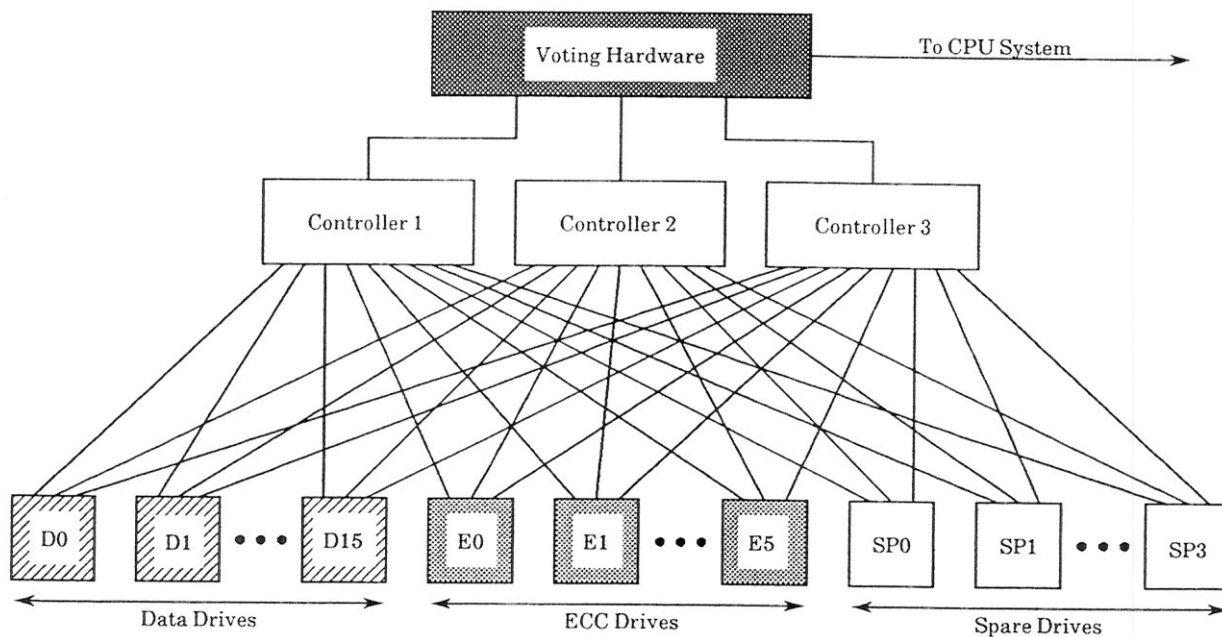 Voting Hardware
To CPU System
Controller 1
Controller 2
Controller 3
D0
D1
D15
E0
E1
E5
SP0
SP1
SP3
Data Drives
ECC Drives
Spare Drives